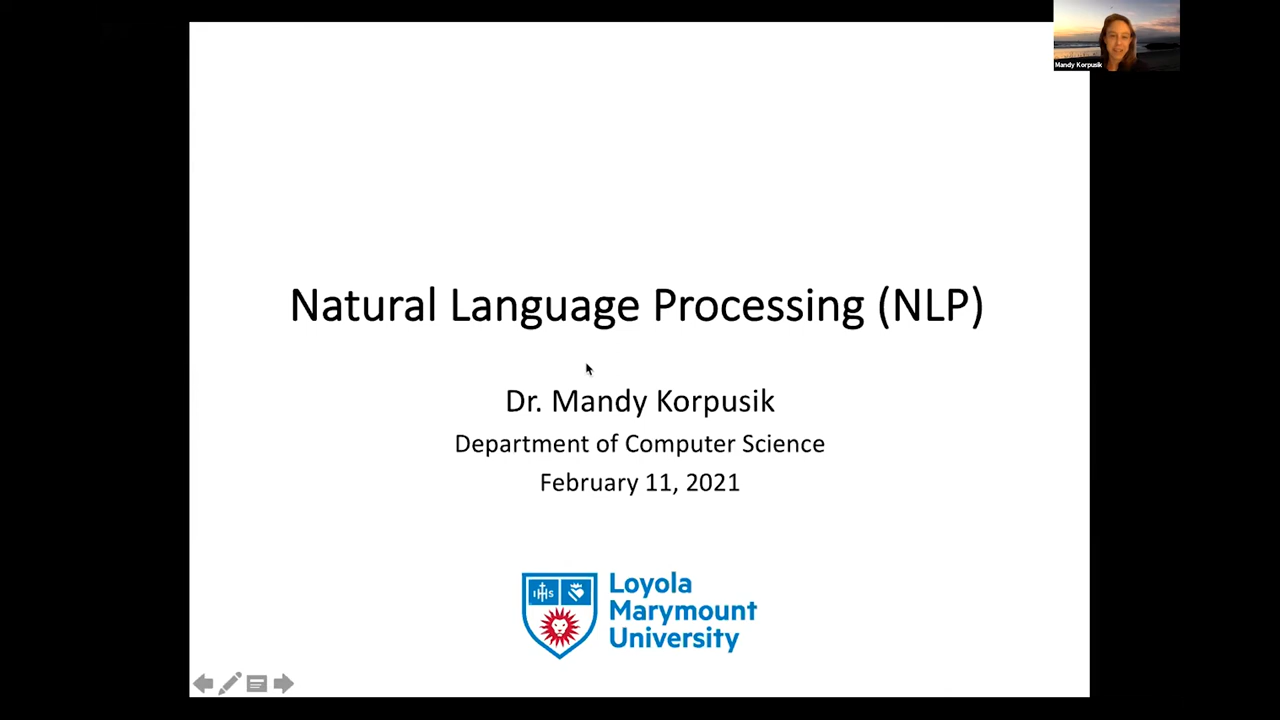 Mandy Korpusik
Natural Language Processing (NLP)
Dr. Mandy Korpusik
Department of Computer Science
February 11, 2021
IHS
Loyola
Marymount
University